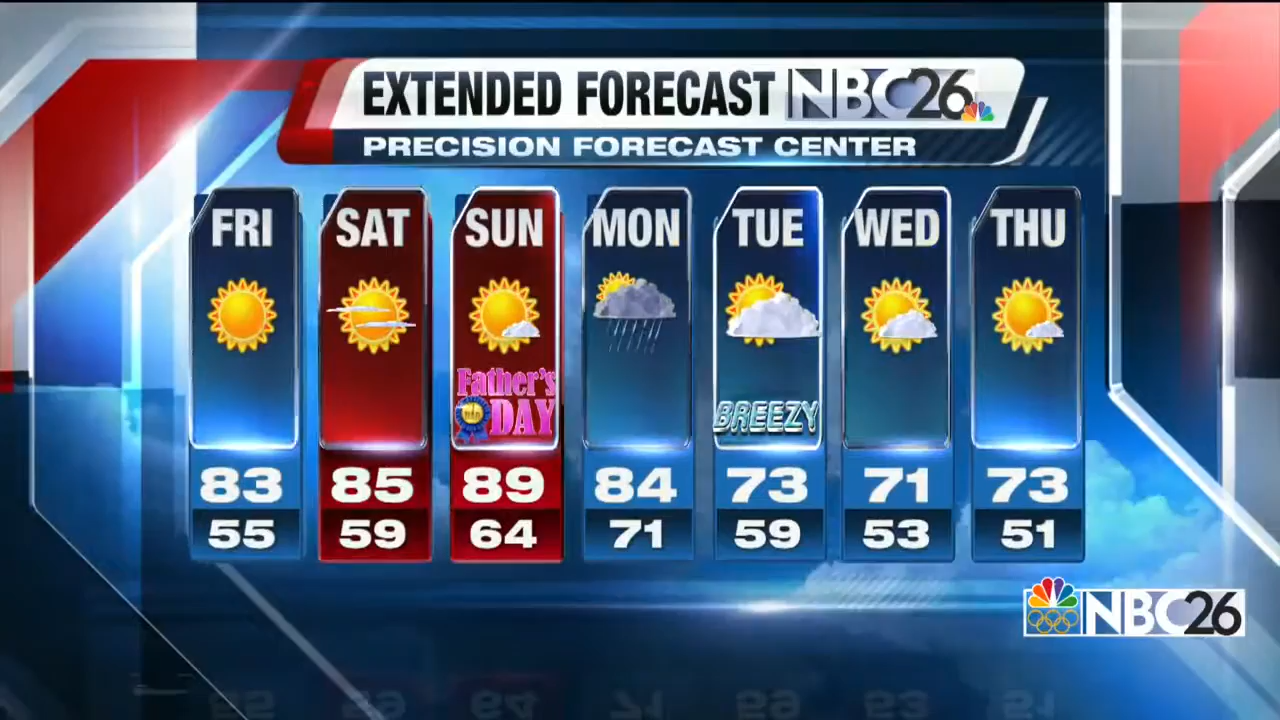 EXTENDED FORECAST NBC26
PRECISION FORECAST CENTER
FRI SAT SUN MON TUE WED THU
Father's
DAY
BREEZY
83 85 89 84 73 71 73
55 59 64 71 59 53 51
NBC26